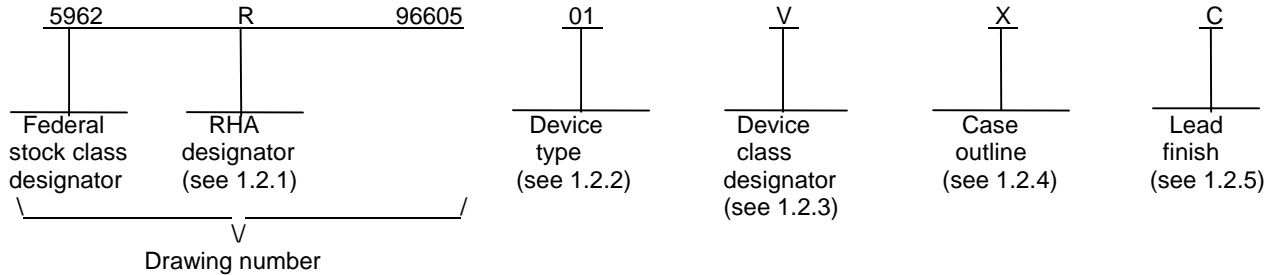 5962 R 96605 01 V X C
Federal stock class designator
RHA designator (see 1.2.1)
Device type (see 1.2.2)
Device class designator (see 1.2.3)
Case outline (see 1.2.4)
Lead finish (see 1.2.5)
Drawing number